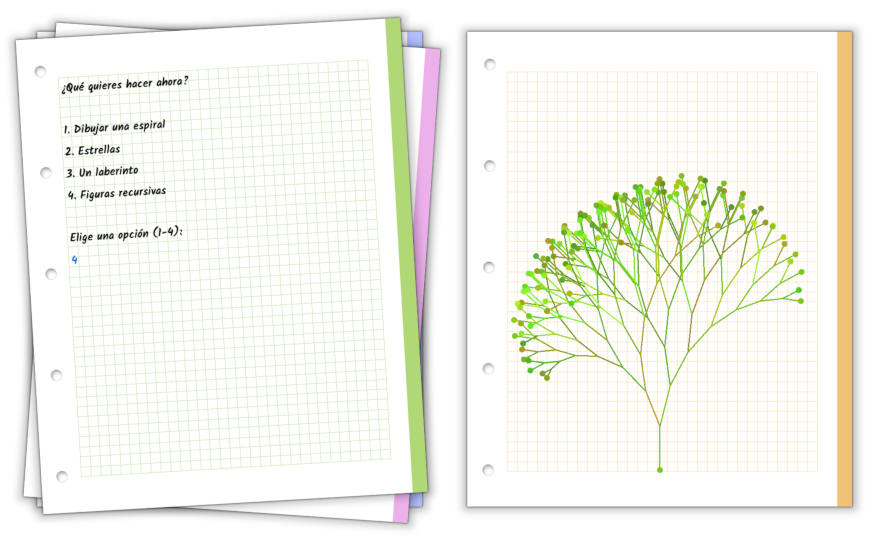 ¿Qué quieres hacer ahora?
1. Dibujar una espiral
2. Estrellas
3. Un laberinto
4. Figuras recursivas
Elige una opción (1-4):
4